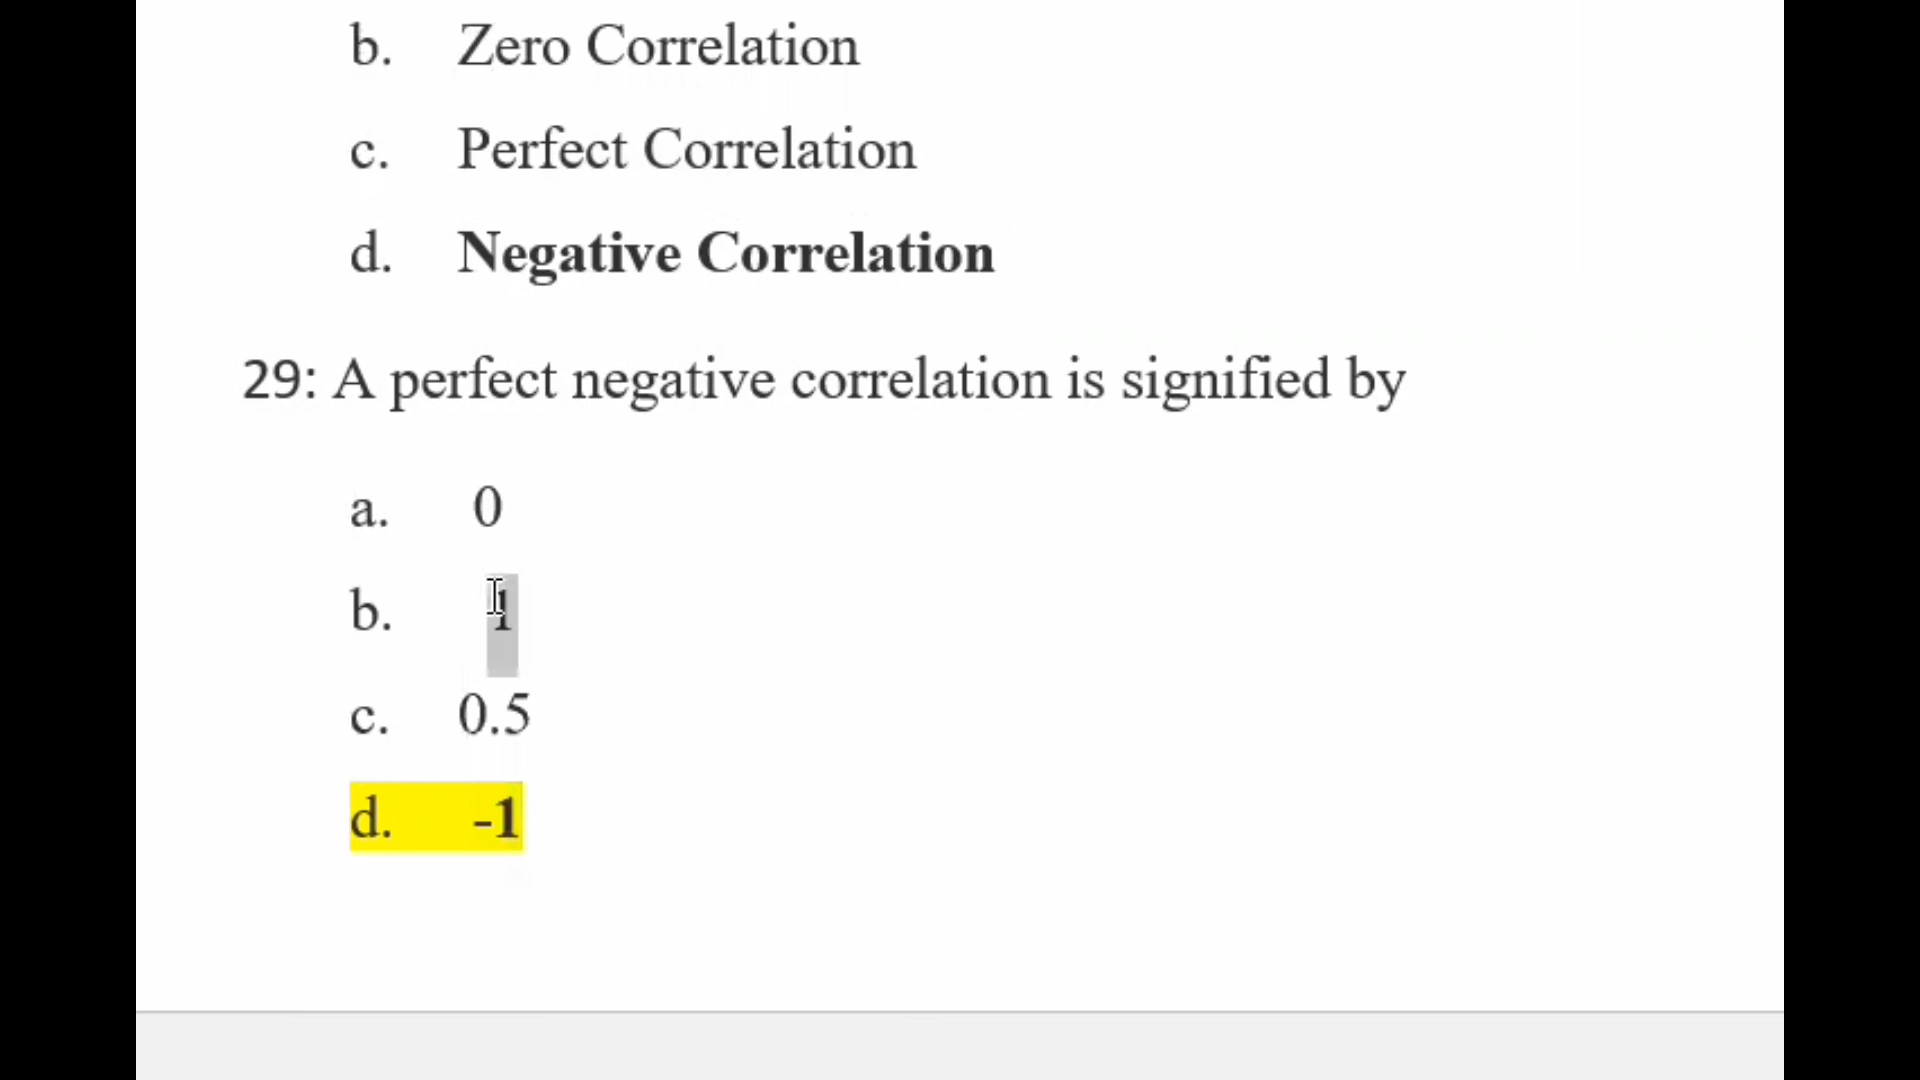 b. Zero Correlation
c. Perfect Correlation
d. Negative Correlation
29: A perfect negative correlation is signified by
a. 0
b. 1
c. 0.5
d. -1